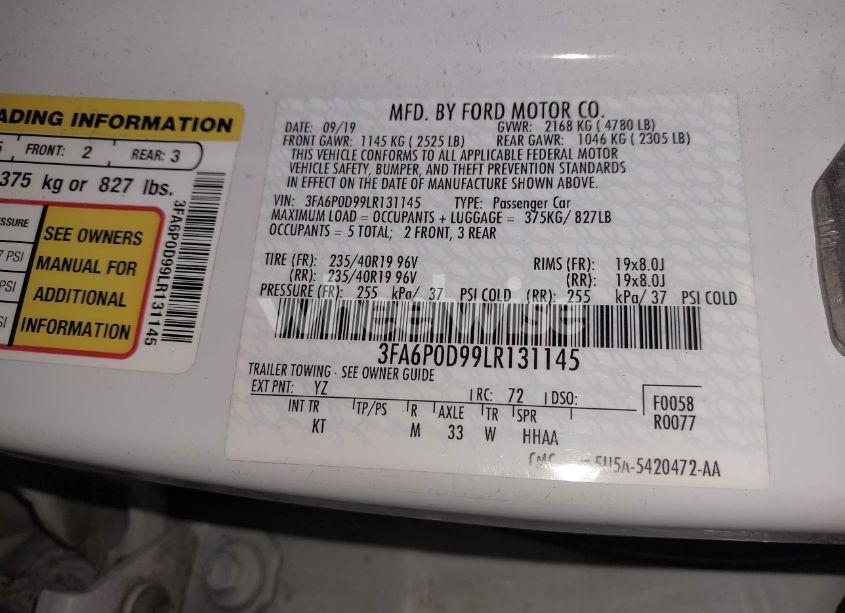 ADING INFORMATION
FRONT: 2 REAR: 3
375 kg or 827 lbs.
SSURE
7 PSI
PSI
SI
SEE OWNERS
MANUAL FOR
ADDITIONAL
INFORMATION
3FA6P0D99LR131145
MFD. BY FORD MOTOR CO.
DATE: 09/19 GVWR: 2168 KG ( 4780 LB)
FRONT GAWR: 1145 KG ( 2525 LB) REAR GAWR: 1046 KG ( 2305 LB)
THIS VEHICLE CONFORMS TO ALL APPLICABLE FEDERAL MOTOR
VEHICLE SAFETY, BUMPER, AND THEFT PREVENTION STANDARDS
IN EFFECT ON THE DATE OF MANUFACTURE SHOWN ABOVE.
VIN: 3FA6P0D99LR131145 TYPE: Passenger Car
MAXIMUM LOAD = OCCUPANTS + LUGGAGE = 375KG/ 827LB
OCCUPANTS = 5 TOTAL; 2 FRONT, 3 REAR
TIRE (FR): 235/40R19 96V RIMS (FR): 19x8.0J
(RR): 235/40R19 96V (RR): 19x8.0J
PRESSURE (FR): 255 kPa/ 37 PSI COLD (RR): 255 kPa/ 37 PSI COLD
Wheelwise
3FA6P0D99LR131145
TRAILER TOWING - SEE OWNER GUIDE
EXT PNT: YZ RC: 72 DSO:
F0058
R0077
INT TR TP/PS R AXLE TR SPR
KT M 33 W HHAA
5U5A-5420472-AA